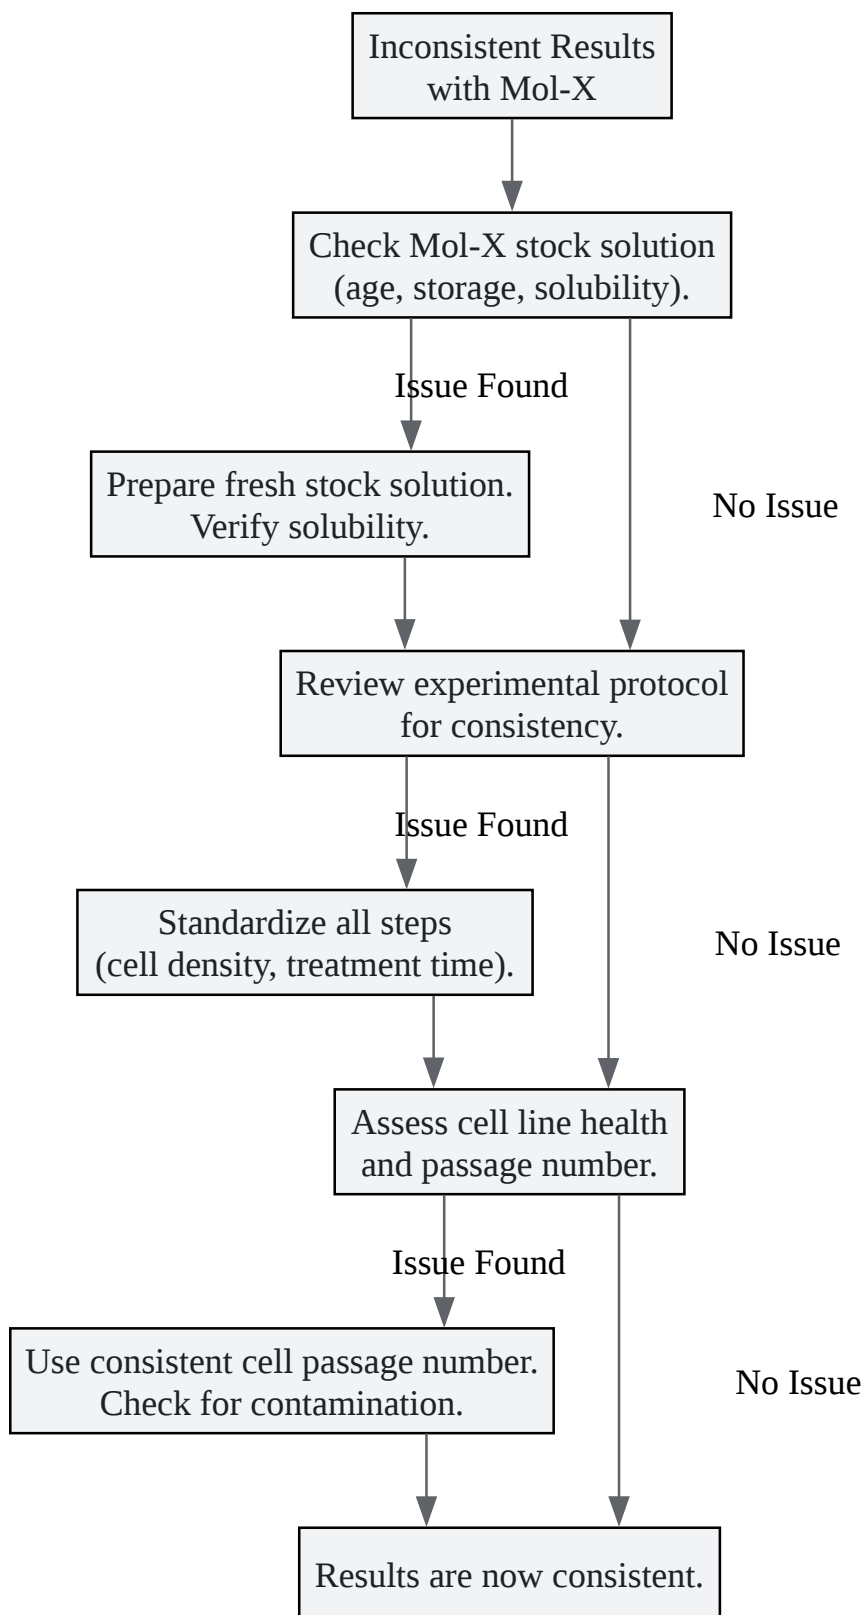 Inconsistent Results
with Mol-X
Check Mol-X stock solution
(age, storage, solubility).
Issue Found
Prepare fresh stock solution.
Verify solubility.
No Issue
Review experimental protocol
for consistency.
Issue Found
Standardize all steps
(cell density, treatment time).
No Issue
Assess cell line health
and passage number.
Issue Found
Use consistent cell passage number.
Check for contamination.
No Issue
Results are now consistent.